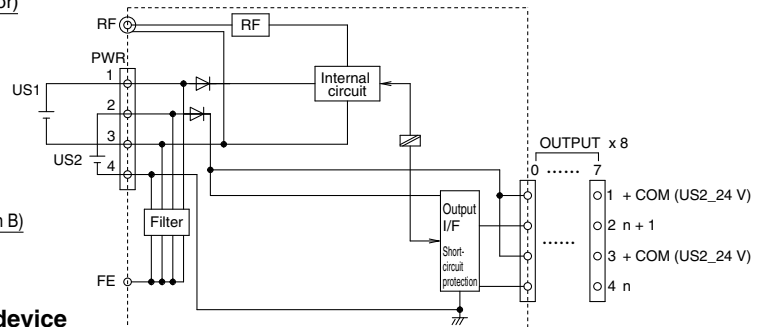 or)
RF
RF
PWR
1
US1
Internal
circuit
2
3
US2
4
OUTPUT x 8
0 ...... 7
1 + COM (US2_24 V)
Output
I/F
Short-
circuit
protection
2 n + 1
n B)
Filter
......
3 + COM (US2_24 V)
4 n
FE
device